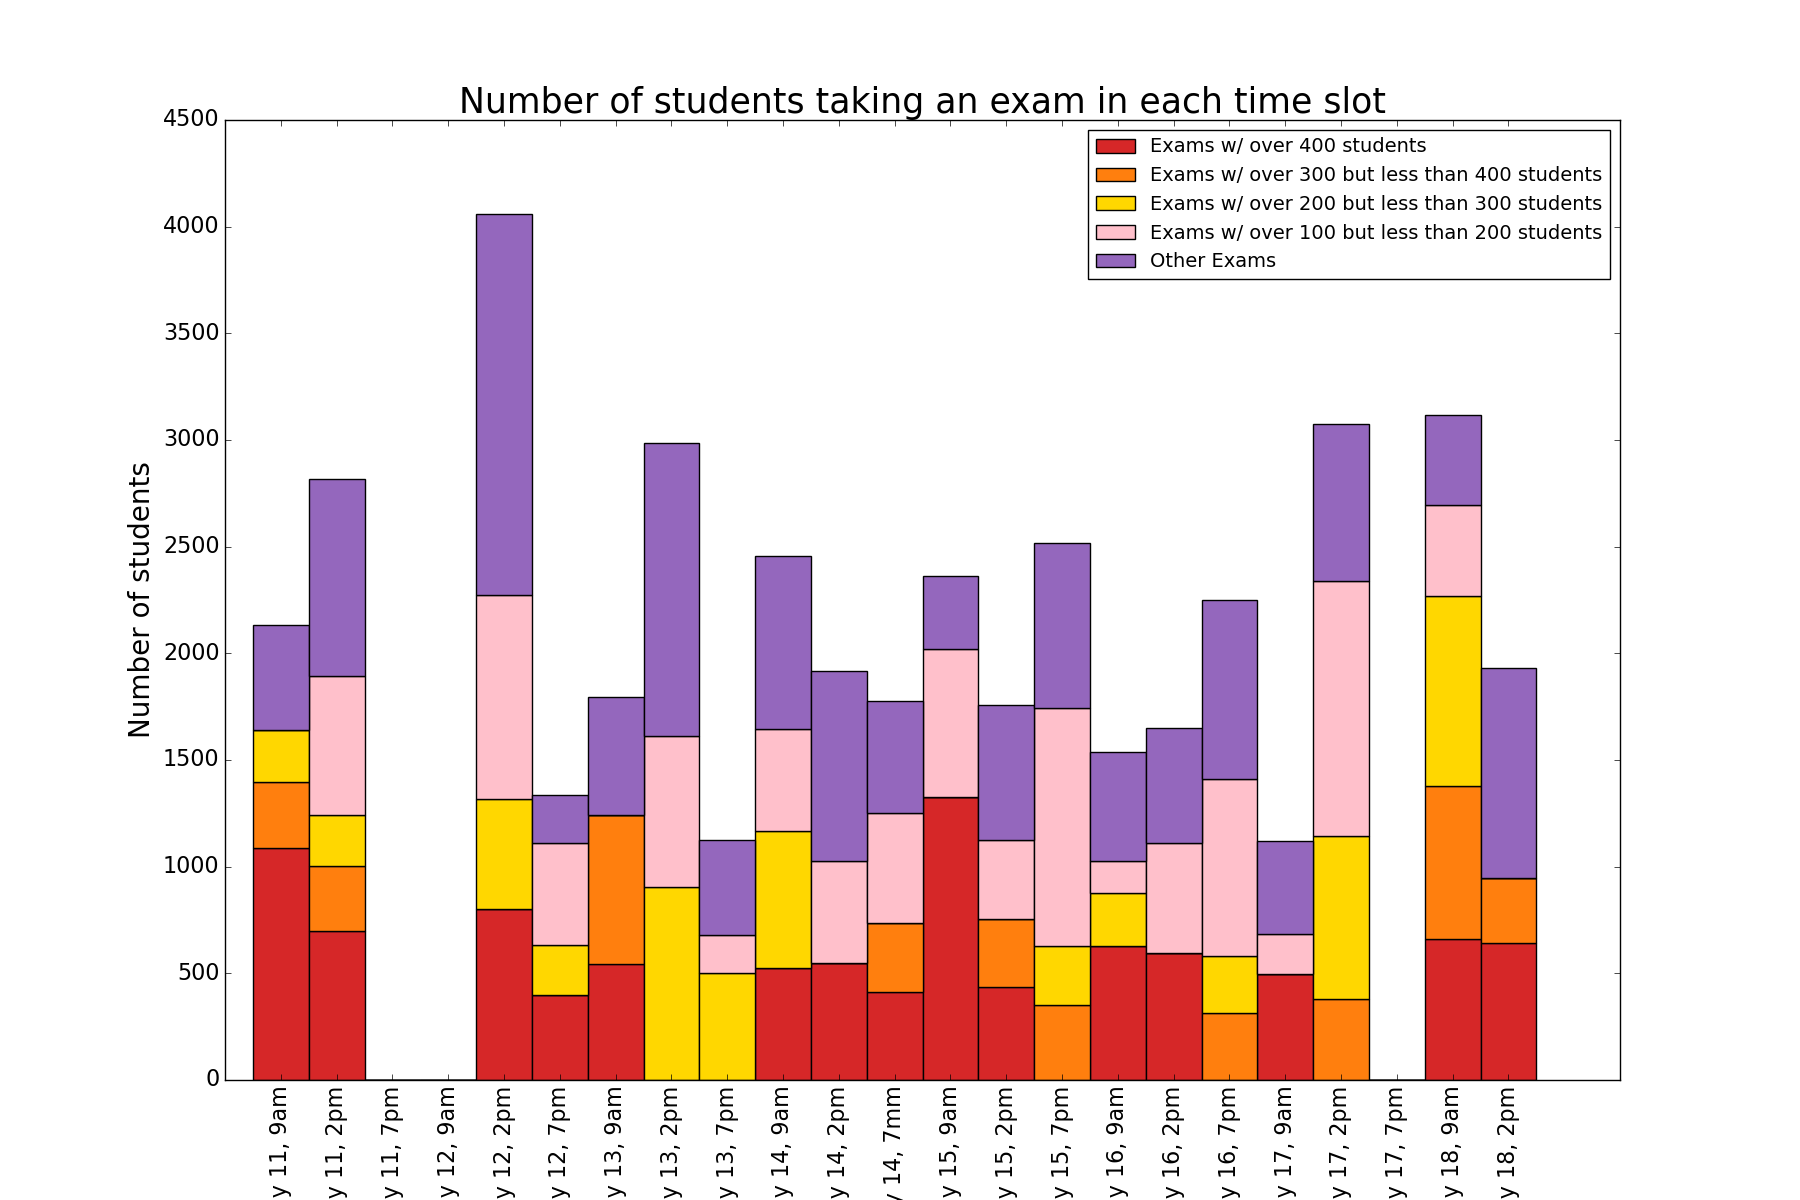 Number of students taking an exam in each time slot
Number of students
4500
4000
3500
3000
2500
2000
1500
1000
500
0
Exams w/ over 400 students
Exams w/ over 300 but less than 400 students
Exams w/ over 200 but less than 300 students
Exams w/ over 100 but less than 200 students
Other Exams
y 11, 9am
y 11, 2pm
y 11, 7pm
y 12, 9am
y 12, 2pm
y 12, 7pm
y 13, 9am
y 13, 2pm
y 13, 7pm
y 14, 9am
y 14, 2pm
y 14, 7mm
y 15, 9am
y 15, 2pm
y 15, 7pm
y 16, 9am
y 16, 2pm
y 16, 7pm
y 17, 9am
y 17, 2pm
y 17, 7pm
y 18, 9am
y 18, 2pm